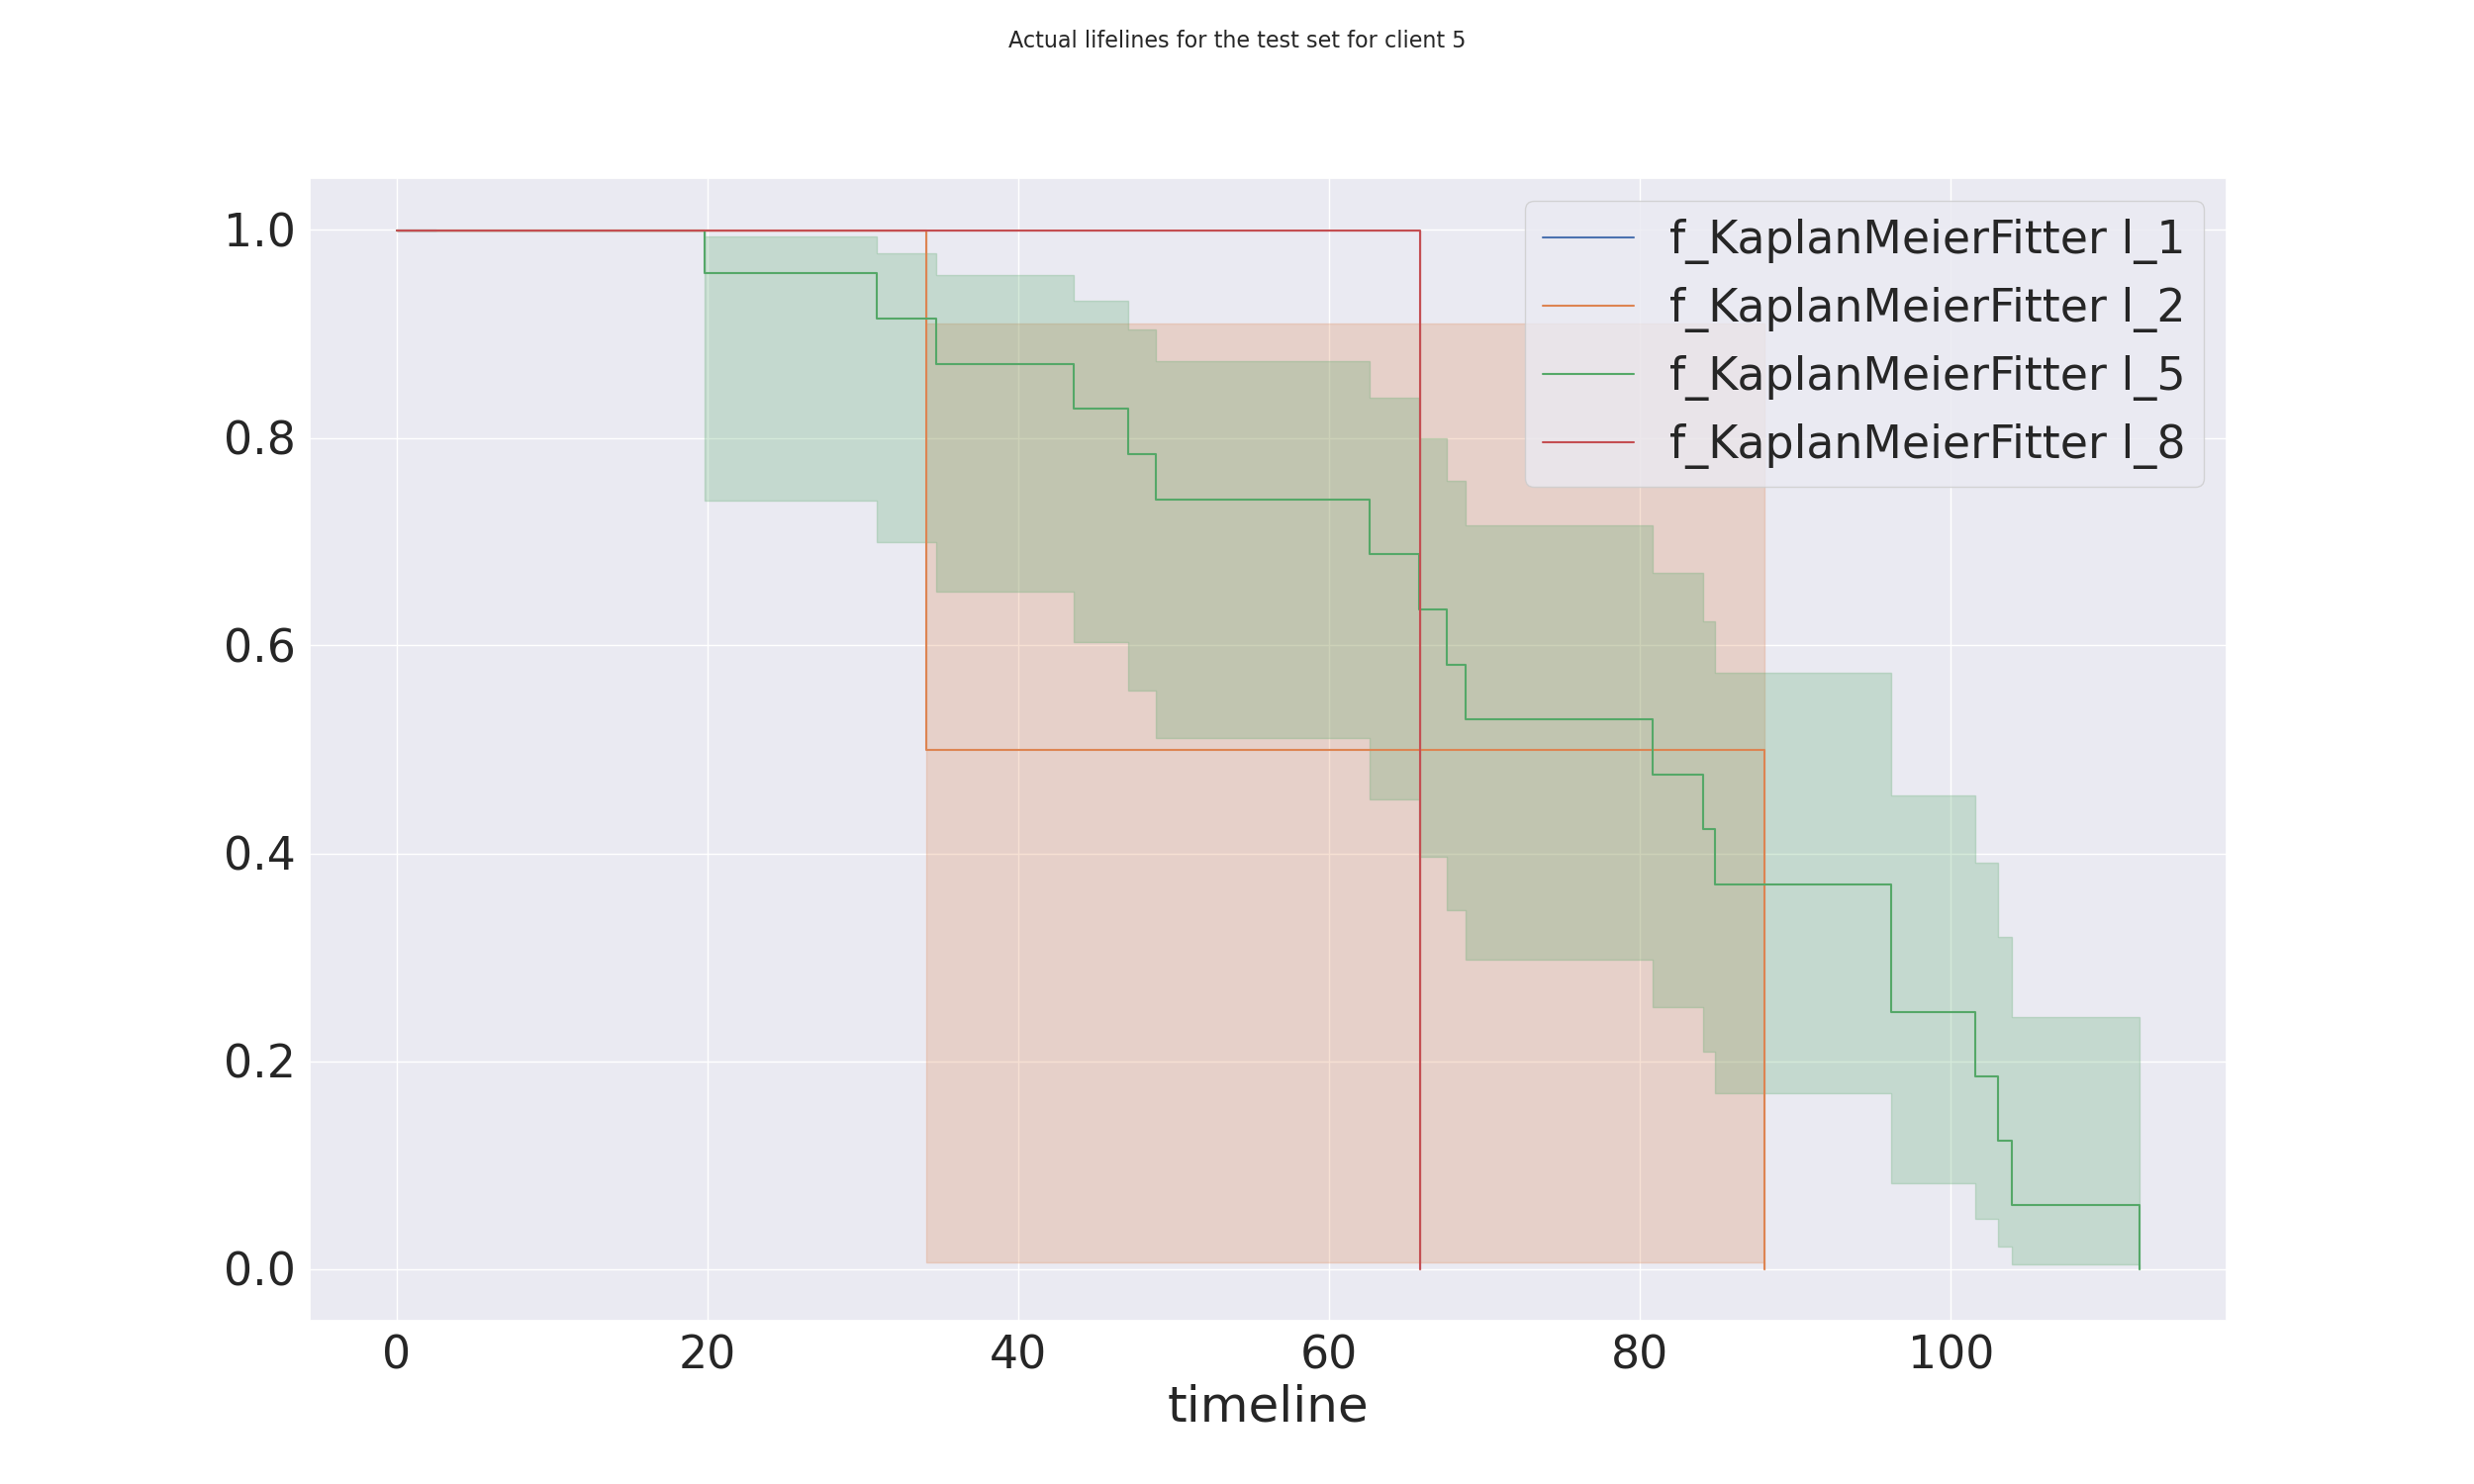 Actual lifelines for the test set for client 5
f_KaplanMeierFitter l_1
f_KaplanMeierFitter l_2
f_KaplanMeierFitter l_5
f_KaplanMeierFitter l_8
1.0
0.8
0.6
0.4
0.2
0.0
0 20 40 60 80 100
timeline